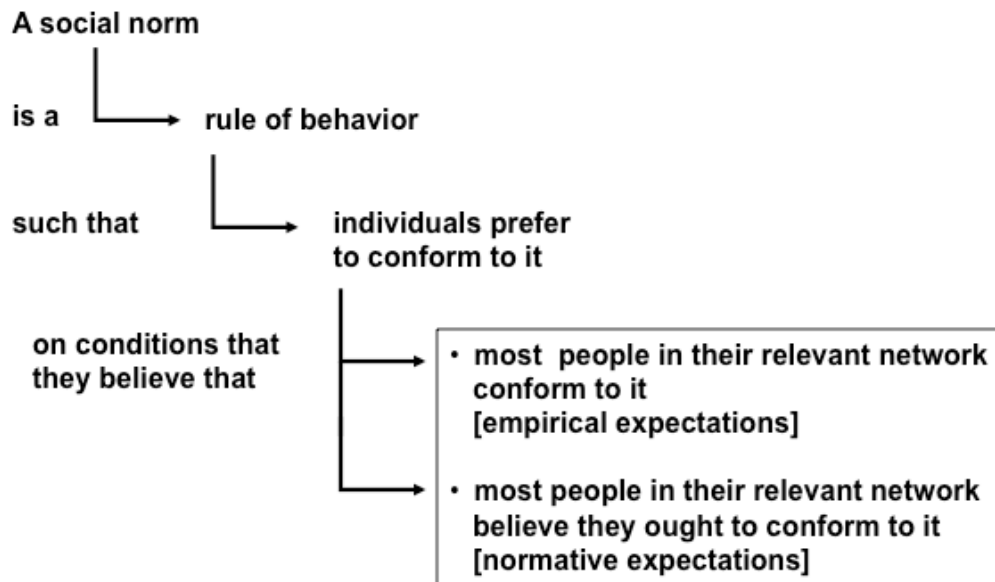 A social norm
is a
rule of behavior
such that
individuals prefer
to conform to it
on conditions that
they believe that
• most people in their relevant network
conform to it
[empirical expectations]
• most people in their relevant network
believe they ought to conform to it
[normative expectations]